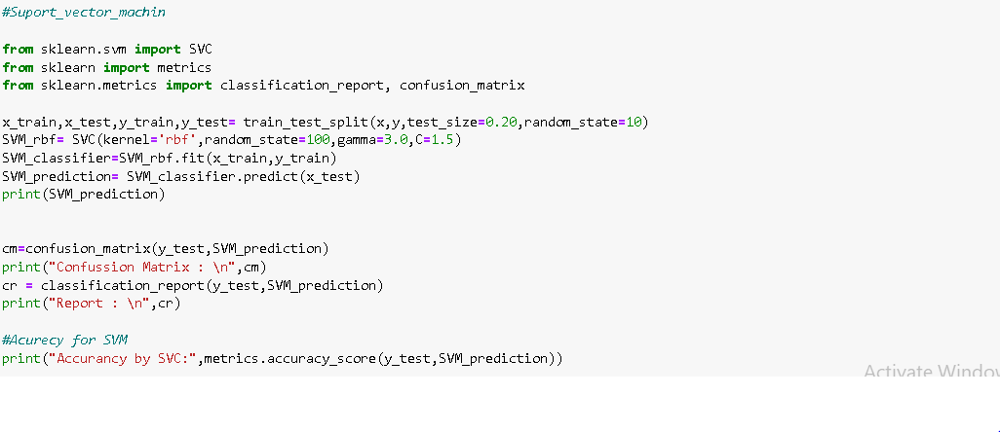 #Suport_vector_machin
from sklearn.svm import SVC
from sklearn import metrics
from sklearn.metrics import classification_report, confusion_matrix
x_train,x_test,y_train,y_test= train_test_split(x,y,test_size=0.20,random_state=10)
SVM_rbf= SVC(kernel='rbf',random_state=100,gamma=3.0,C=1.5)
SVM_classifier=SVM_rbf.fit(x_train,y_train)
SVM_prediction= SVM_classifier.predict(x_test)
print(SVM_prediction)
cm=confusion_matrix(y_test,SVM_prediction)
print("Confussion Matrix : \n",cm)
cr = classification_report(y_test,SVM_prediction)
print("Report : \n",cr)
#Acurecy for SVM
print("Accurancy by SVC:",metrics.accuracy_score(y_test,SVM_prediction))
Activate Window